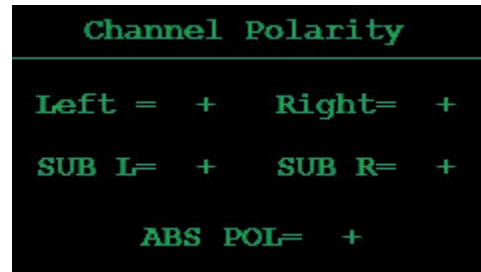 Channel Polarity
Left = + Right= +
SUB L= + SUB R= +
ABS POL= +